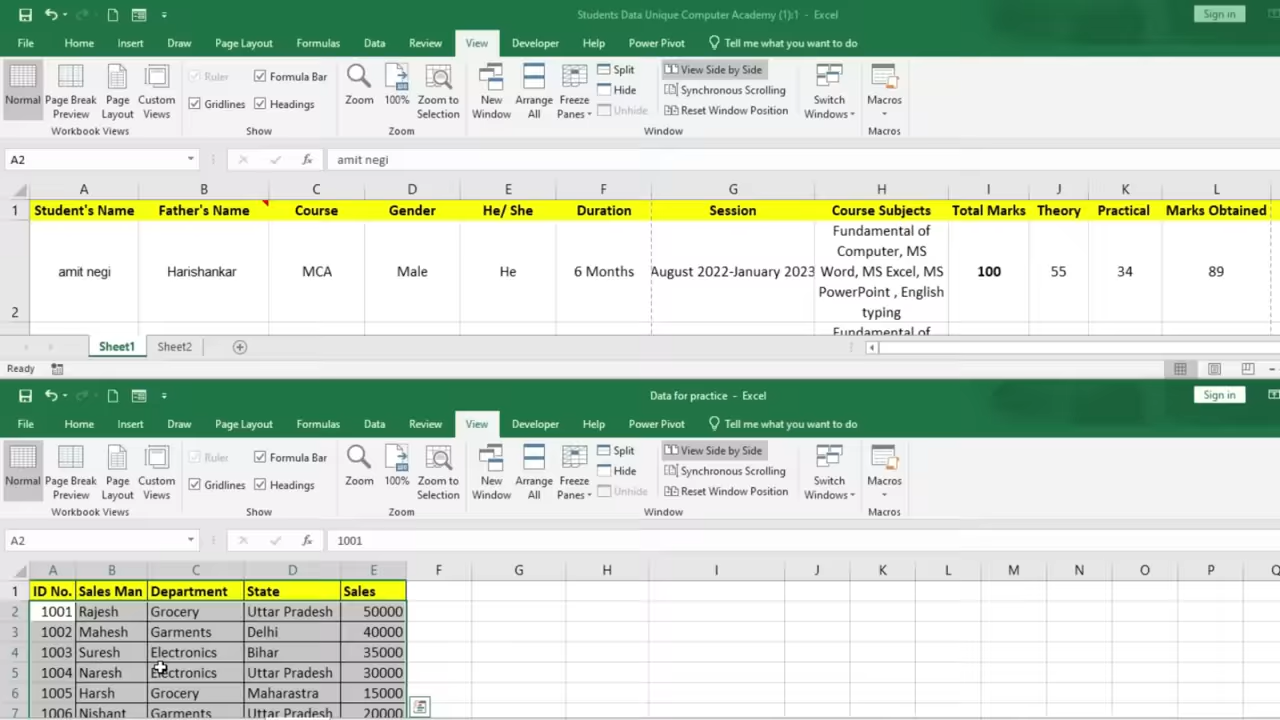 Students Data Unique Computer Academy (1):1 - Excel
Sign in
File Home Insert Draw Page Layout Formulas Data Review View Developer Help Power Pivot Tell me what you want to do
Normal Page Break Preview Page Layout Custom Views
Ruler Formula Bar
Gridlines Headings
Zoom 100% Zoom to Selection
New Window Arrange All Freeze Panes
Split
Hide
Unhide
View Side by Side
Synchronous Scrolling
Reset Window Position
Switch Windows Macros
Workbook Views Show Zoom Window Macros
A2 fx amit negi
A B C D E F G H I J K L
1 Student's Name Father's Name Course Gender He/ She Duration Session Course Subjects Total Marks Theory Practical Marks Obtained
2 amit negi Harishankar MCA Male He 6 Months August 2022-January 2023 Fundamental of Computer, MS Word, MS Excel, MS PowerPoint , English typing 100 55 34 89
Fundamental of
Sheet1 Sheet2
Ready
Data for practice - Excel
Sign in
File Home Insert Draw Page Layout Formulas Data Review View Developer Help Power Pivot Tell me what you want to do
Normal Page Break Preview Page Layout Custom Views
Ruler Formula Bar
Gridlines Headings
Zoom 100% Zoom to Selection
New Window Arrange All Freeze Panes
Split
Hide
Unhide
View Side by Side
Synchronous Scrolling
Reset Window Position
Switch Windows Macros
Workbook Views Show Zoom Window Macros
A2 fx 1001
A B C D E F G H I J K L M N O P Q
1 ID No. Sales Man Department State Sales
2 1001 Rajesh Grocery Uttar Pradesh 50000
3 1002 Mahesh Garments Delhi 40000
4 1003 Suresh Electronics Bihar 35000
5 1004 Naresh Electronics Uttar Pradesh 30000
6 1005 Harsh Grocery Maharastra 15000
7 1006 Nishant Garments Uttar Pradesh 20000